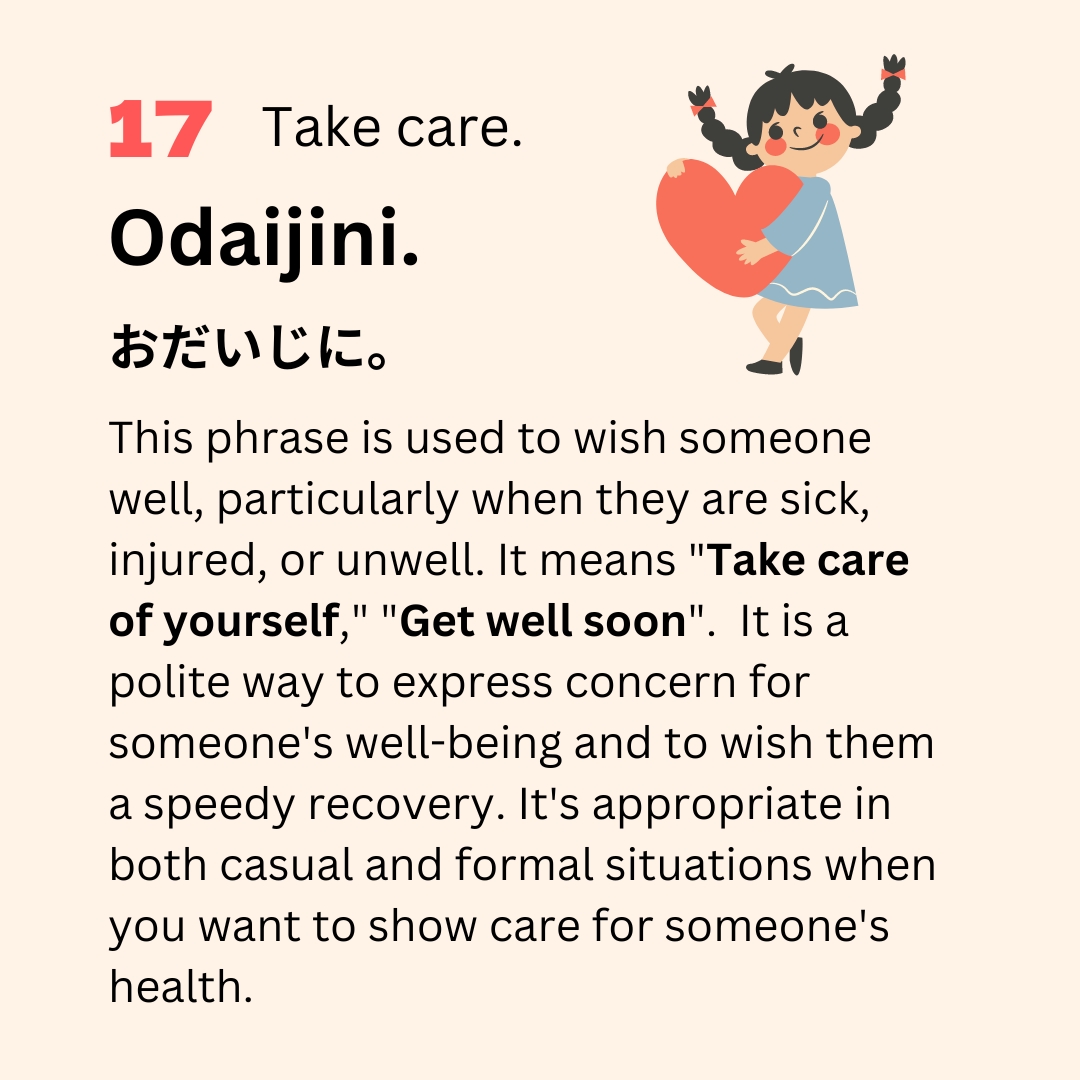 17 Take care.
Odaijini.
おだいじに。
This phrase is used to wish someone
well, particularly when they are sick,
injured, or unwell. It means "Take care
of yourself," "Get well soon".  It is a
polite way to express concern for
someone's well-being and to wish them
a speedy recovery. It's appropriate in
both casual and formal situations when
you want to show care for someone's
health.